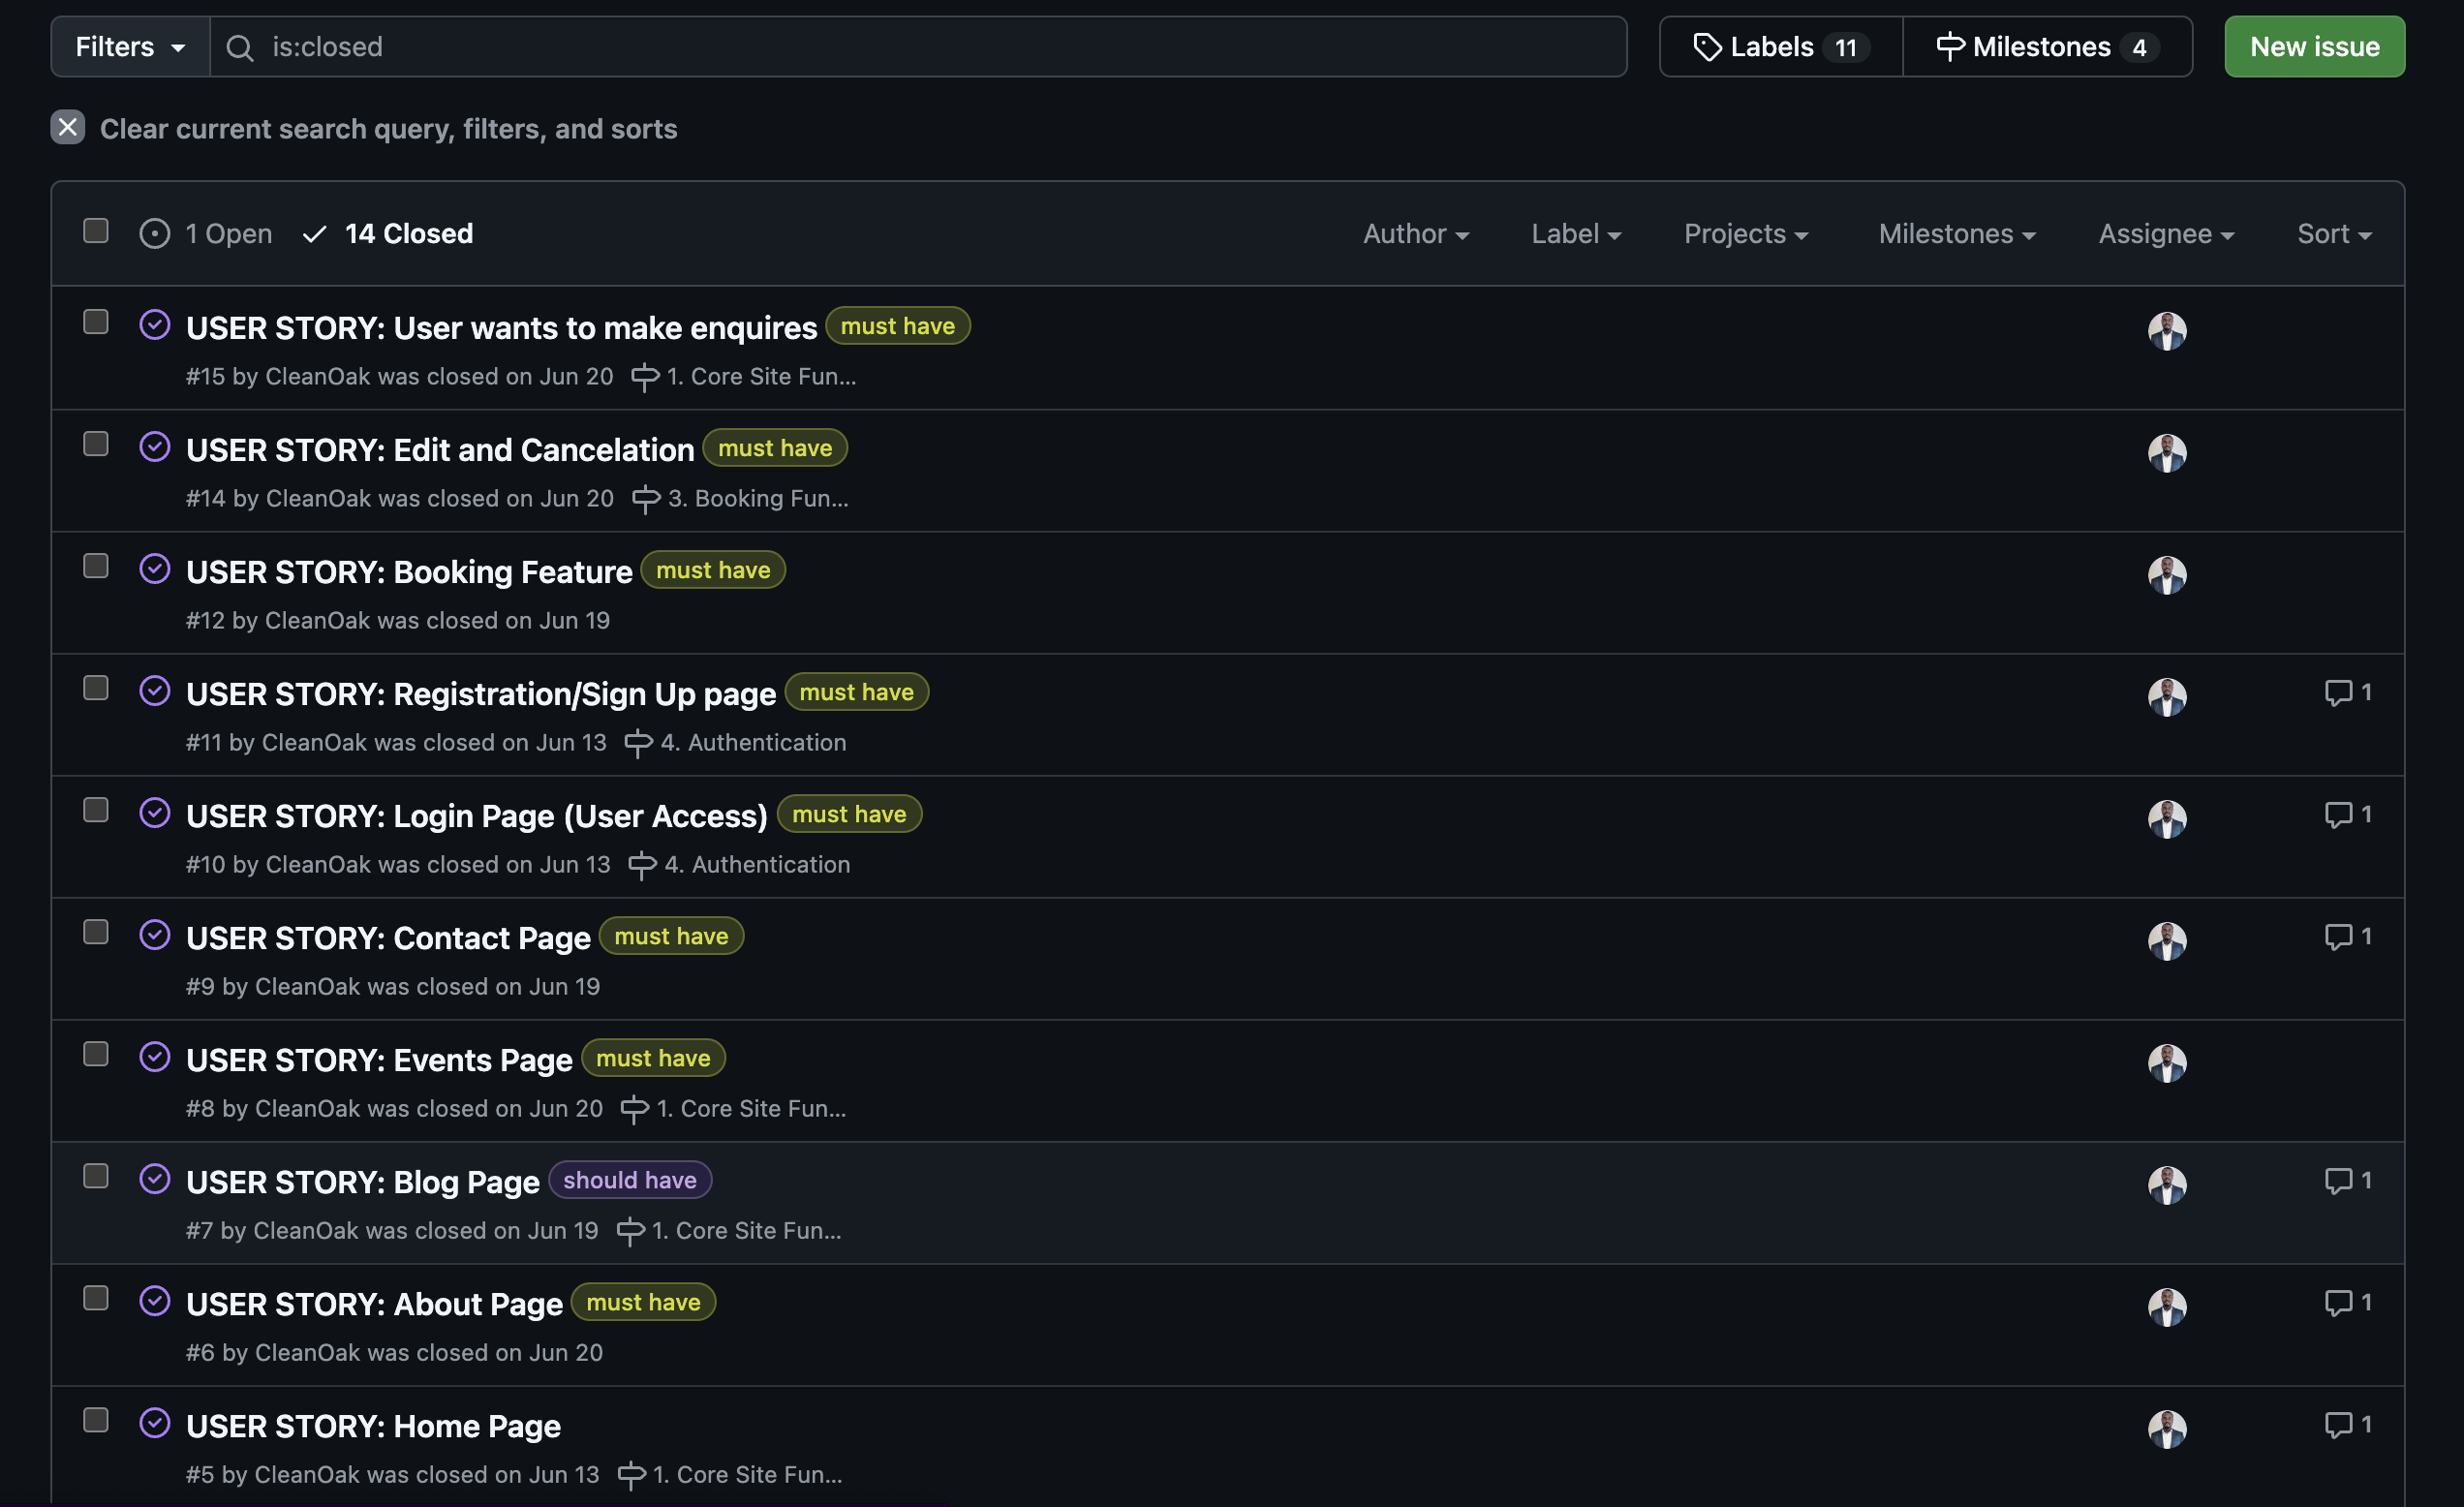 Filters is:closed Labels 11 Milestones 4 New issue
Clear current search query, filters, and sorts
1 Open 14 Closed Author Label Projects Milestones Assignee Sort
USER STORY: User wants to make enquires must have
#15 by CleanOak was closed on Jun 20 1. Core Site Fun...
USER STORY: Edit and Cancelation must have
#14 by CleanOak was closed on Jun 20 3. Booking Fun...
USER STORY: Booking Feature must have
#12 by CleanOak was closed on Jun 19
USER STORY: Registration/Sign Up page must have 1
#11 by CleanOak was closed on Jun 13 4. Authentication
USER STORY: Login Page (User Access) must have 1
#10 by CleanOak was closed on Jun 13 4. Authentication
USER STORY: Contact Page must have 1
#9 by CleanOak was closed on Jun 19
USER STORY: Events Page must have
#8 by CleanOak was closed on Jun 20 1. Core Site Fun...
USER STORY: Blog Page should have 1
#7 by CleanOak was closed on Jun 19 1. Core Site Fun...
USER STORY: About Page must have 1
#6 by CleanOak was closed on Jun 20
USER STORY: Home Page 1
#5 by CleanOak was closed on Jun 13 1. Core Site Fun...